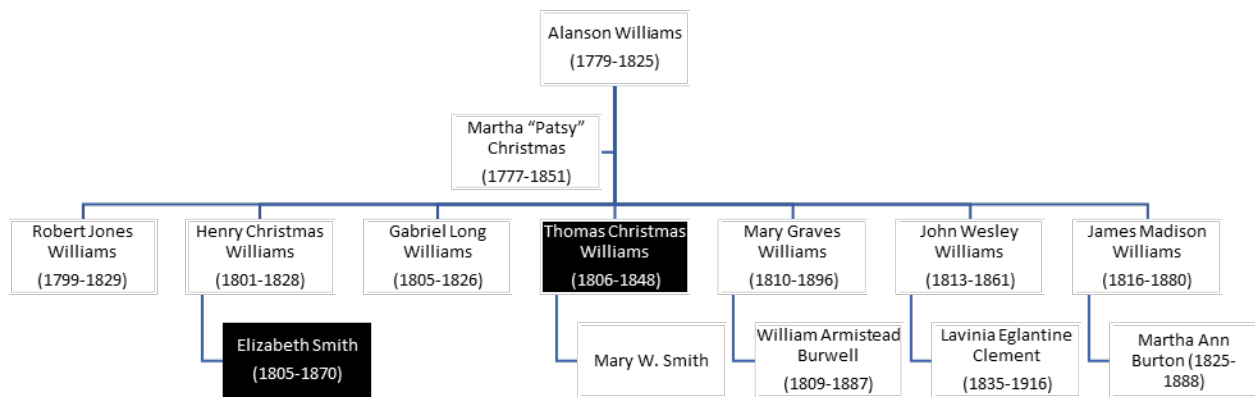 Alanson Williams
(1779-1825)
Martha “Patsy”
Christmas
(1777-1851)
Robert Jones
Williams
(1799-1829)
Henry Christmas
Williams
(1801-1828)
Gabriel Long
Williams
(1805-1826)
Thomas Christmas
Williams
(1806-1848)
Mary Graves
Williams
(1810-1896)
John Wesley
Williams
(1813-1861)
James Madison
Williams
(1816-1880)
Elizabeth Smith
(1805-1870)
Mary W. Smith
William Armistead
Burwell
(1809-1887)
Lavinia Eglantine
Clement
(1835-1916)
Martha Ann
Burton (1825-
1888)